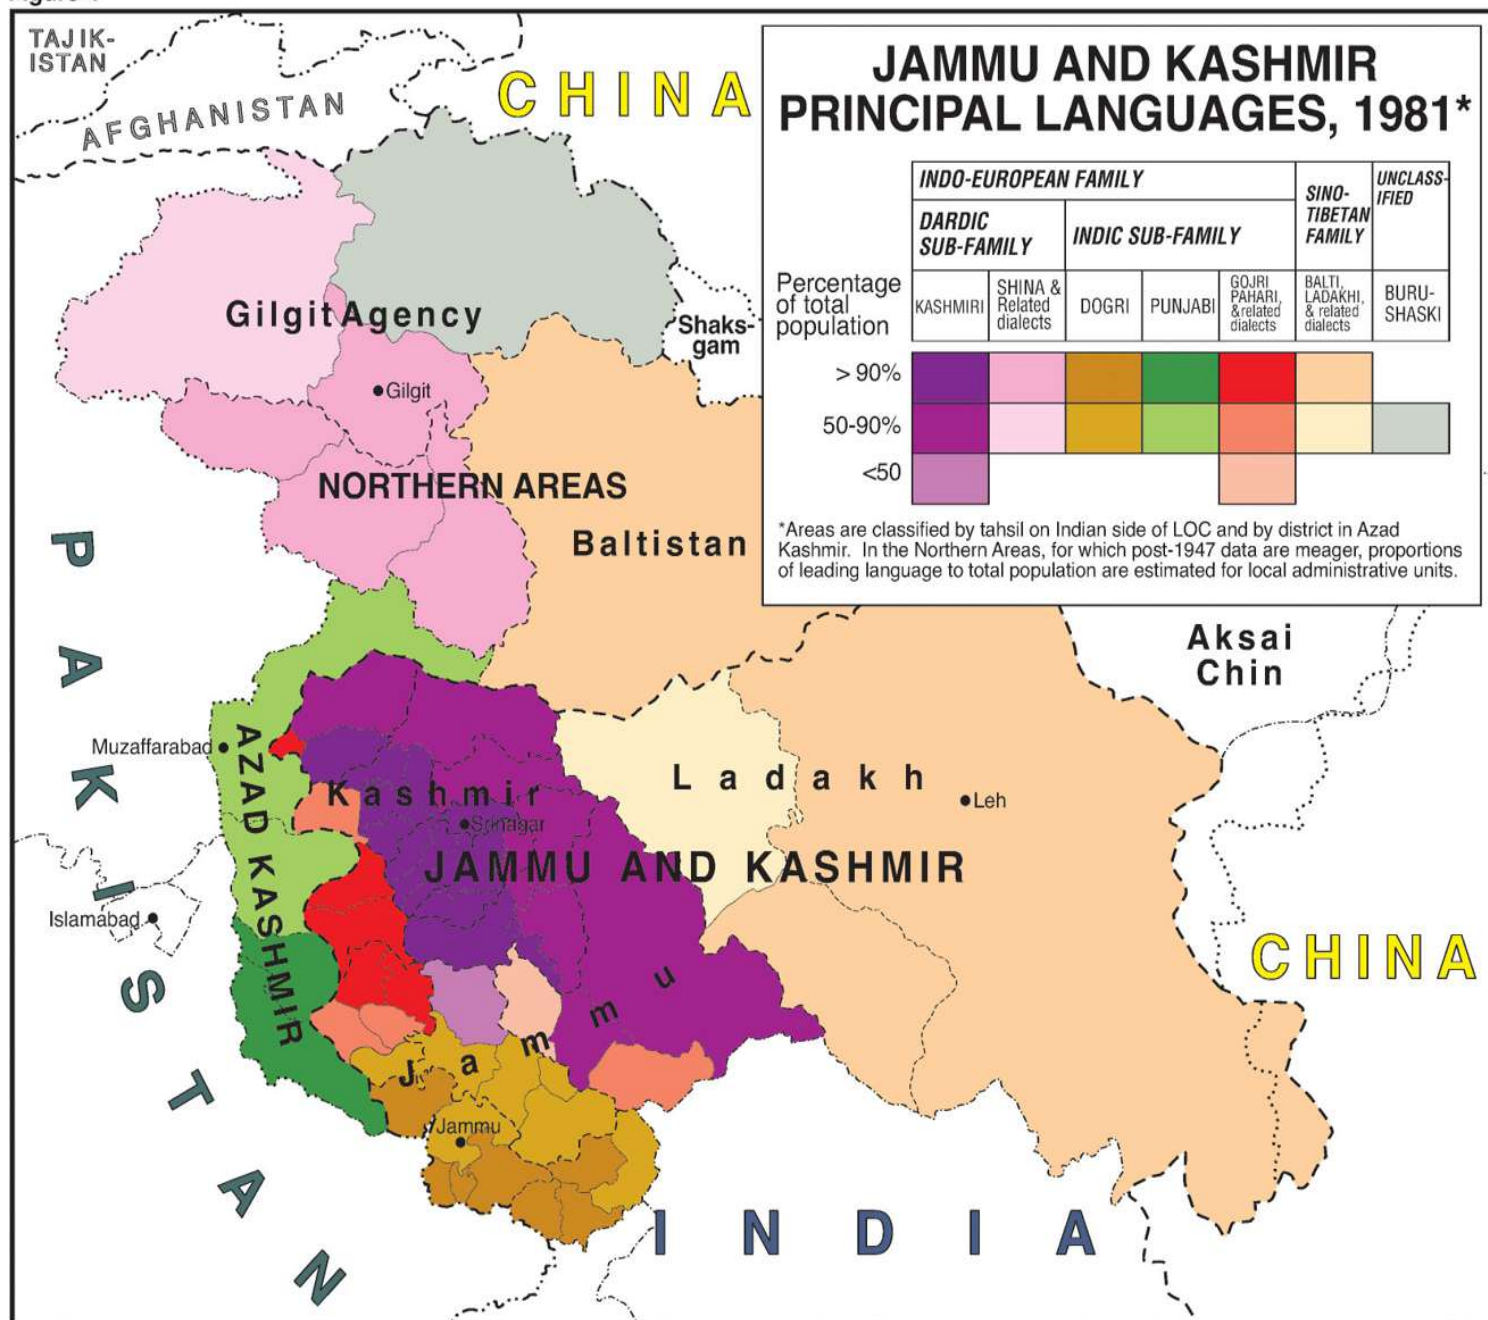 TAJIK-
ISTAN
AFGHANISTAN
CHINA
JAMMU AND KASHMIR
PRINCIPAL LANGUAGES, 1981*
INDO-EUROPEAN FAMILY
SINO-
TIBETAN
FAMILY
UNCLASS-
IFIED
DARDIC
SUB-FAMILY
INDIC SUB-FAMILY
Percentage
of total
population
KASHMIRI
SHINA &
Related
dialects
DOGRI
PUNJABI
GOJRI
PAHARI,
&related
dialects
BALTI,
LADAKHI,
& related
dialects
BURU-
SHASKI
> 90%
50-90%
<50
*Areas are classified by tahsil on Indian side of LOC and by district in Azad
Kashmir. In the Northern Areas, for which post-1947 data are meager, proportions
of leading language to total population are estimated for local administrative units.
Gilgit Agency
Shaks-
gam
Gilgit
NORTHERN AREAS
Baltistan
PAKISTAN
Aksai
Chin
Muzaffarabad
AZAD KASHMIR
Kashmir
Srinagar
Ladakh
Leh
JAMMU AND KASHMIR
Islamabad
CHINA
Jammu
Jammu
INDIA